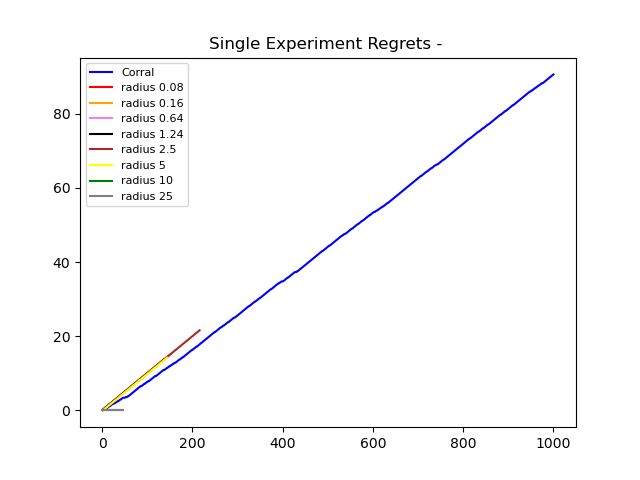 Single Experiment Regrets -
Corral
radius 0.08
radius 0.16
radius 0.64
radius 1.24
radius 2.5
radius 5
radius 10
radius 25
80
60
40
20
0
0 200 400 600 800 1000